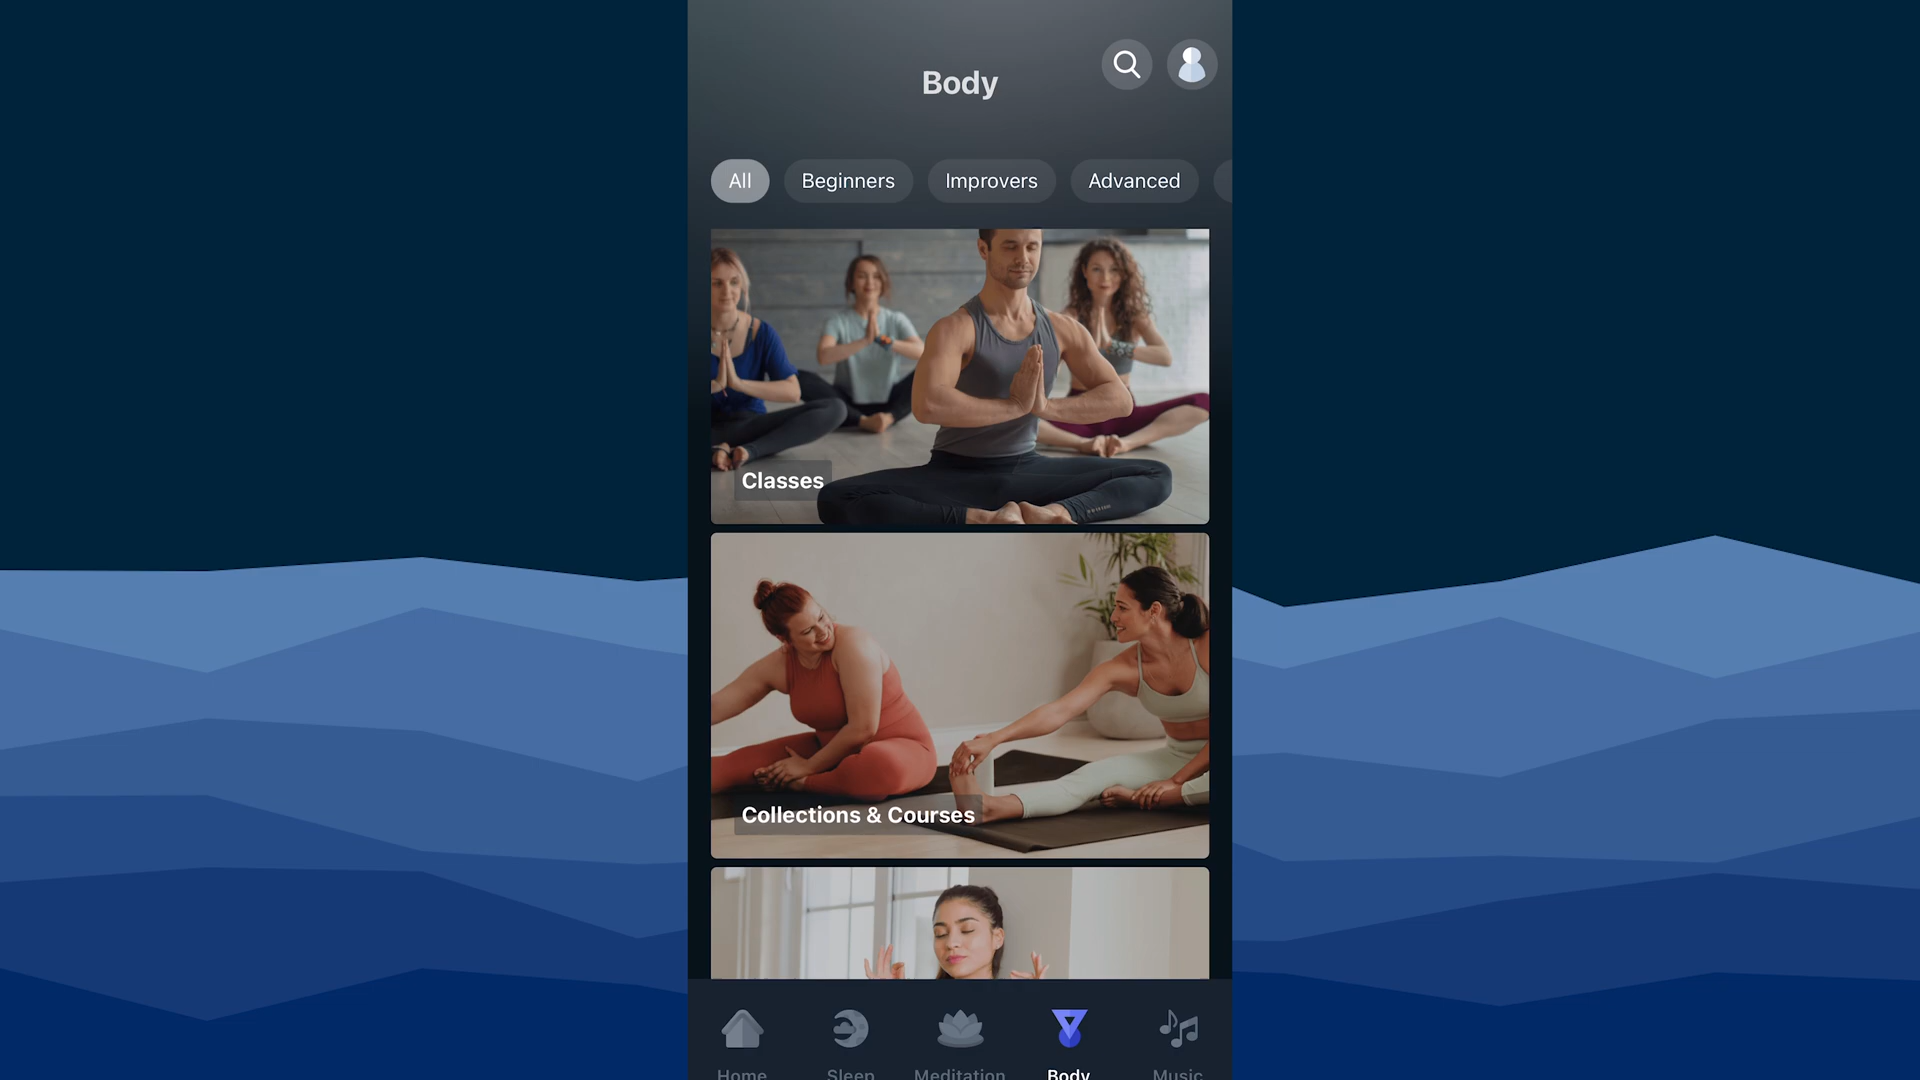 Body
All Beginners Improvers Advanced
Classes
Collections & Courses
Home Sleep Meditation Body Music